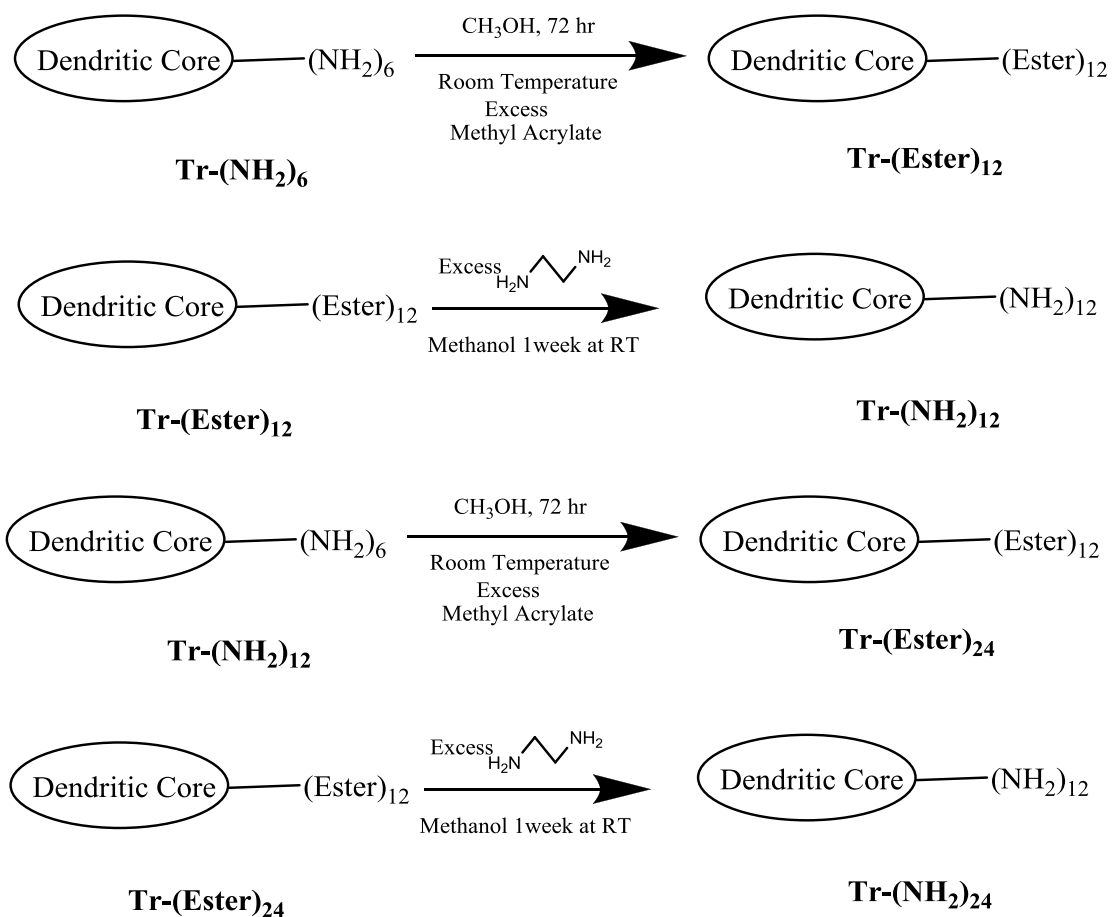 CH₃OH, 72 hr
Dendritic Core (NH₂)₆ Dendritic Core (Ester)₁₂
Room Temperature
Excess
Methyl Acrylate
Tr-(NH₂)₆ Tr-(Ester)₁₂
Excess H₂N NH₂
Dendritic Core (Ester)₁₂ Dendritic Core (NH₂)₁₂
Methanol 1week at RT
Tr-(Ester)₁₂ Tr-(NH₂)₁₂
CH₃OH, 72 hr
Dendritic Core (NH₂)₆ Dendritic Core (Ester)₁₂
Room Temperature
Excess
Methyl Acrylate
Tr-(NH₂)₁₂ Tr-(Ester)₂₄
Excess H₂N NH₂
Dendritic Core (Ester)₁₂ Dendritic Core (NH₂)₁₂
Methanol 1week at RT
Tr-(Ester)₂₄ Tr-(NH₂)₂₄